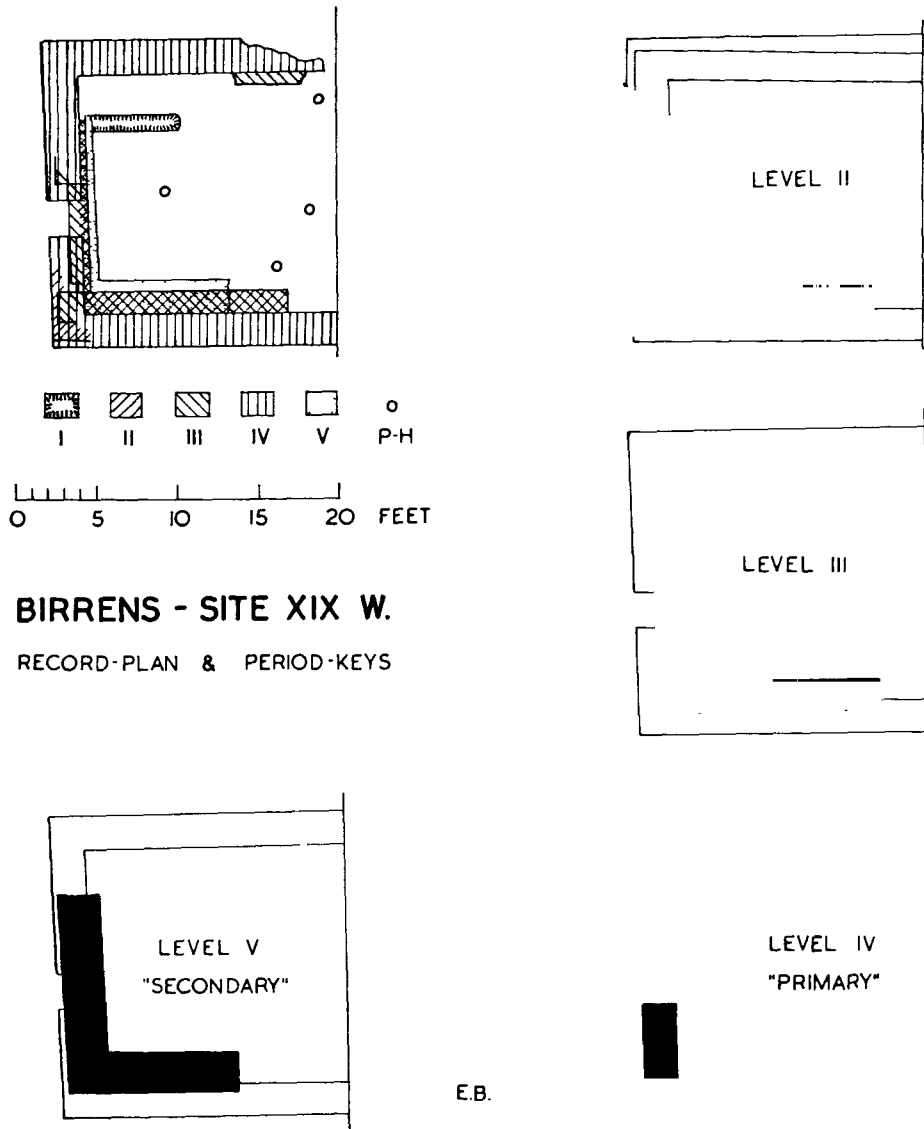 LEVEL II
I II III IV V P-H
0 5 10 15 20 FEET
LEVEL III
BIRRENS - SITE XIX W.
RECORD-PLAN & PERIOD-KEYS
LEVEL V
"SECONDARY"
LEVEL IV
"PRIMARY"
E.B.